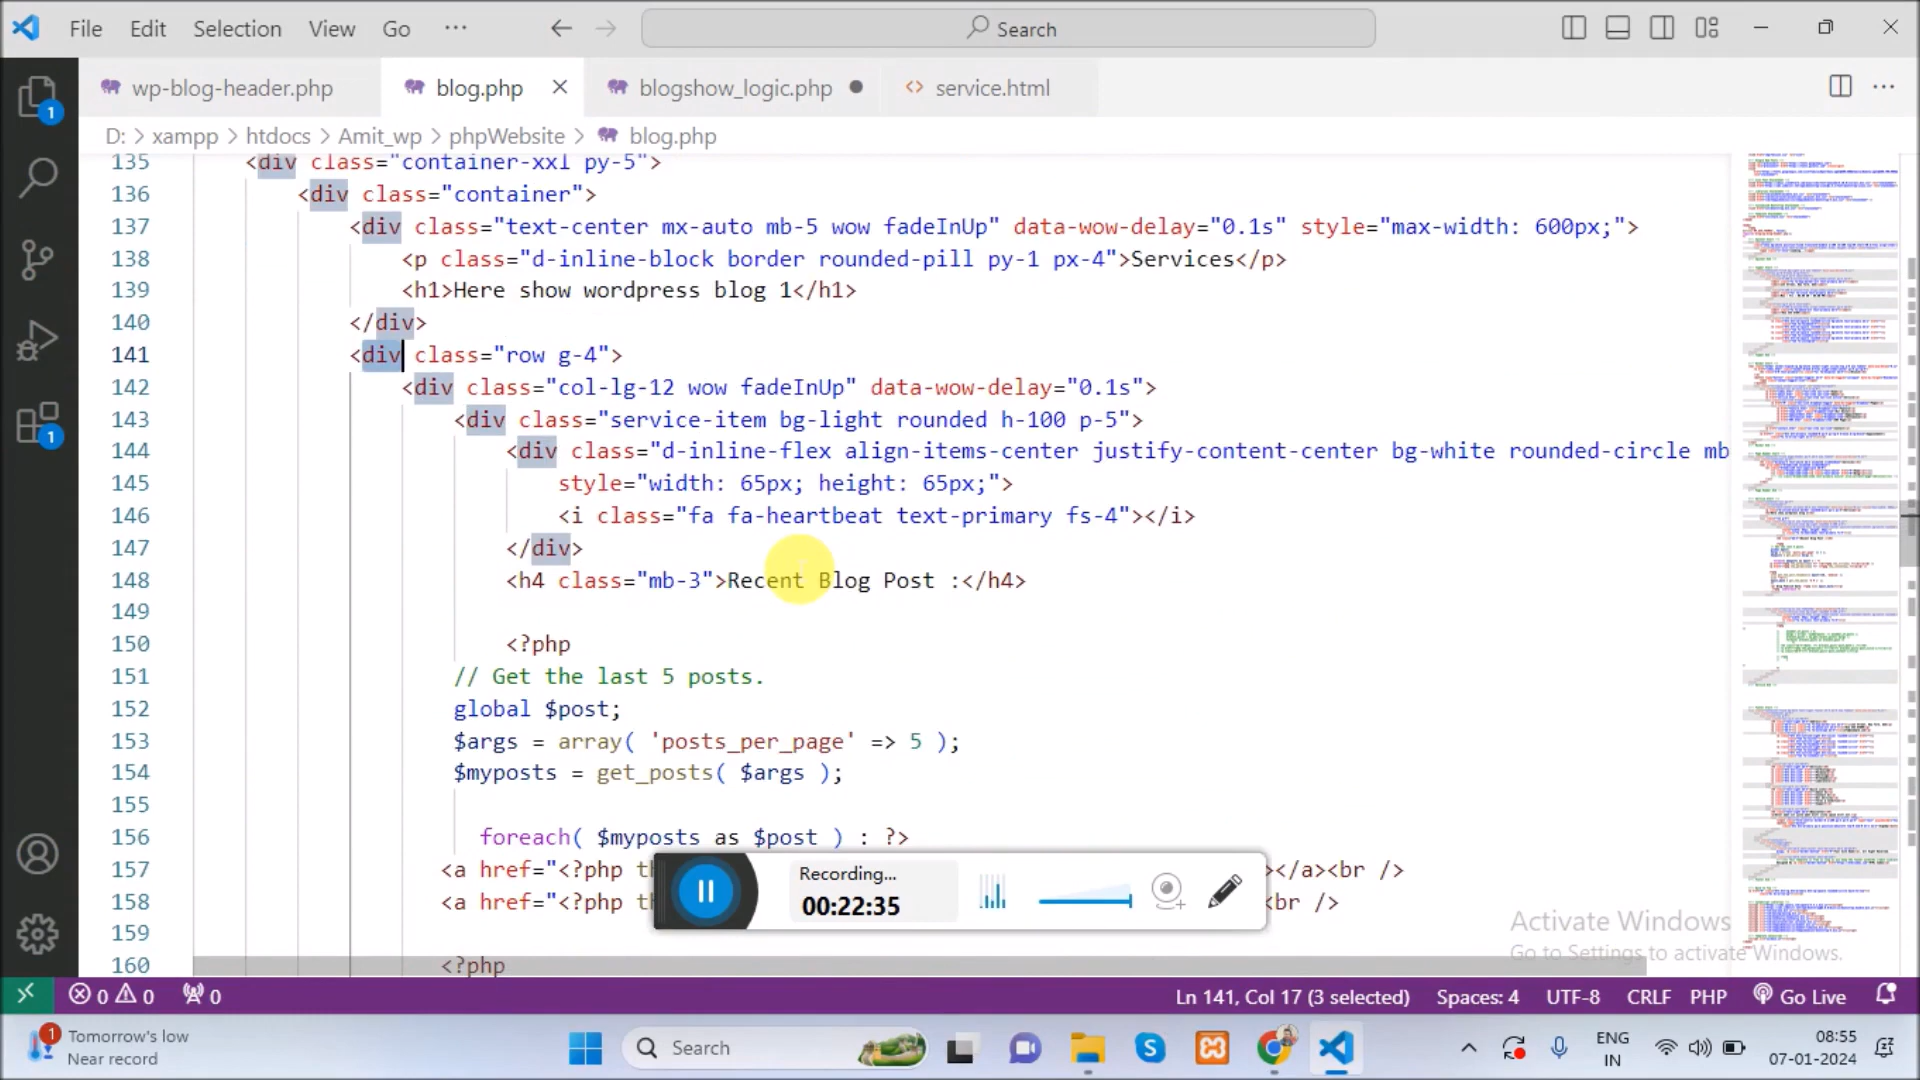 File Edit Selection View Go ··· Search
wp-blog-header.php blog.php blogshow_logic.php service.html
D: > xampp > htdocs > Amit_wp > phpWebsite > blog.php
135 <div class="container-xxl py-5">
136 <div class="container">
137 <div class="text-center mx-auto mb-5 wow fadeInUp" data-wow-delay="0.1s" style="max-width: 600px;">
138 <p class="d-inline-block border rounded-pill py-1 px-4">Services</p>
139 <h1>Here show wordpress blog 1</h1>
140 </div>
141 <div class="row g-4">
142 <div class="col-lg-12 wow fadeInUp" data-wow-delay="0.1s">
143 <div class="service-item bg-light rounded h-100 p-5">
144 <div class="d-inline-flex align-items-center justify-content-center bg-white rounded-circle mb
145 style="width: 65px; height: 65px;">
146 <i class="fa fa-heartbeat text-primary fs-4"></i>
147 </div>
148 <h4 class="mb-3">Recent Blog Post :</h4>
149
150 <?php
151 // Get the last 5 posts.
152 global $post;
153 $args = array( 'posts_per_page' => 5 );
154 $myposts = get_posts( $args );
155
156 foreach( $myposts as $post ) : ?>
157 <a href="<?php th ></a><br />
158 <a href="<?php th <br />
159
160 <?php
Recording...
00:22:35
Activate Windows
Go to Settings to activate Windows.
0 0 0 Ln 141, Col 17 (3 selected) Spaces: 4 UTF-8 CRLF PHP Go Live
1 Tomorrow's low
Near record
Search
ENG
IN
08:55
07-01-2024